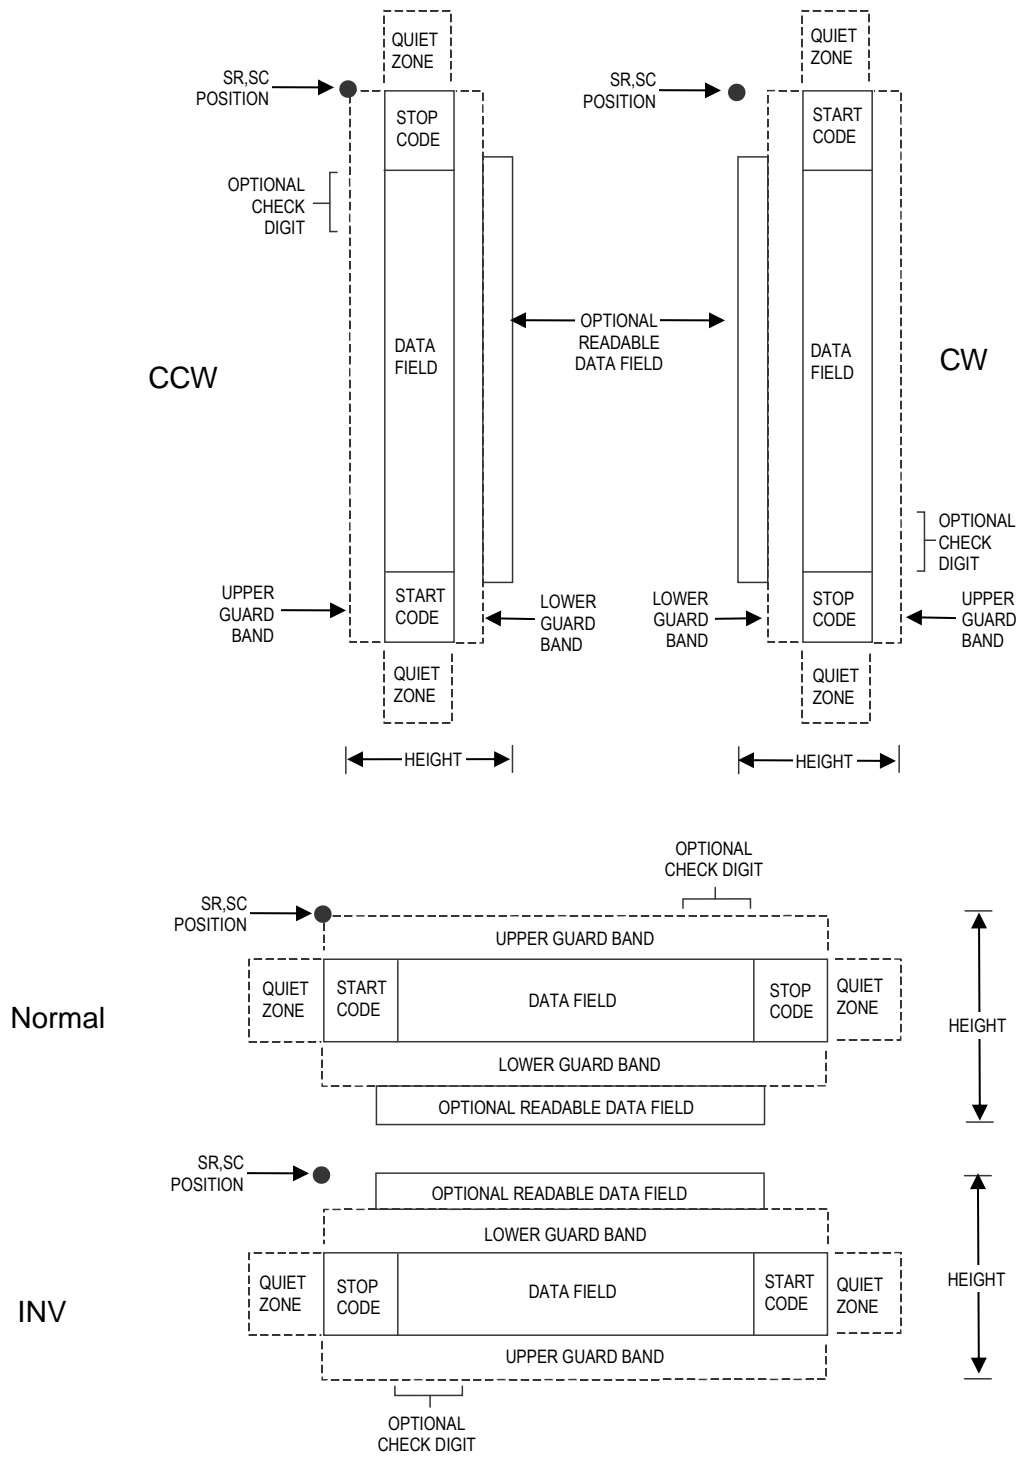 QUIET
ZONE
SR,SC
POSITION
STOP
CODE
OPTIONAL
CHECK
DIGIT
DATA
FIELD
CCW
UPPER
GUARD
BAND
START
CODE
LOWER
GUARD
BAND
QUIET
ZONE
HEIGHT
OPTIONAL
READABLE
DATA FIELD
QUIET
ZONE
SR,SC
POSITION
START
CODE
DATA
FIELD
CW
OPTIONAL
CHECK
DIGIT
LOWER
GUARD
BAND
STOP
CODE
UPPER
GUARD
BAND
QUIET
ZONE
HEIGHT
OPTIONAL
CHECK DIGIT
SR,SC
POSITION
UPPER GUARD BAND
Normal
QUIET
ZONE
START
CODE
DATA FIELD
STOP
CODE
QUIET
ZONE
HEIGHT
LOWER GUARD BAND
OPTIONAL READABLE DATA FIELD
SR,SC
POSITION
OPTIONAL READABLE DATA FIELD
LOWER GUARD BAND
INV
QUIET
ZONE
STOP
CODE
DATA FIELD
START
CODE
QUIET
ZONE
HEIGHT
UPPER GUARD BAND
OPTIONAL
CHECK DIGIT